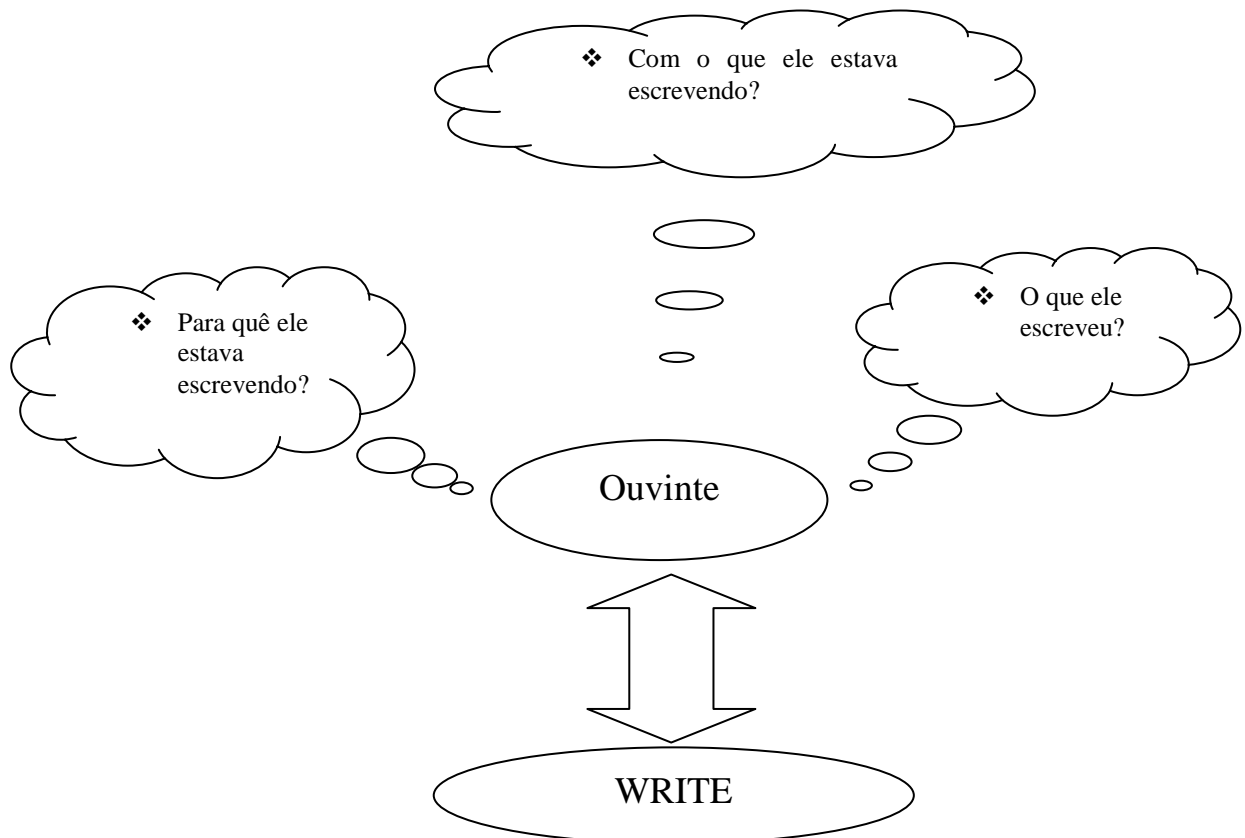 ❖ Com o que ele estava
escrevendo?
❖ Para quê ele
estava
escrevendo?
❖ O que ele
escreveu?
Ouvinte
WRITE